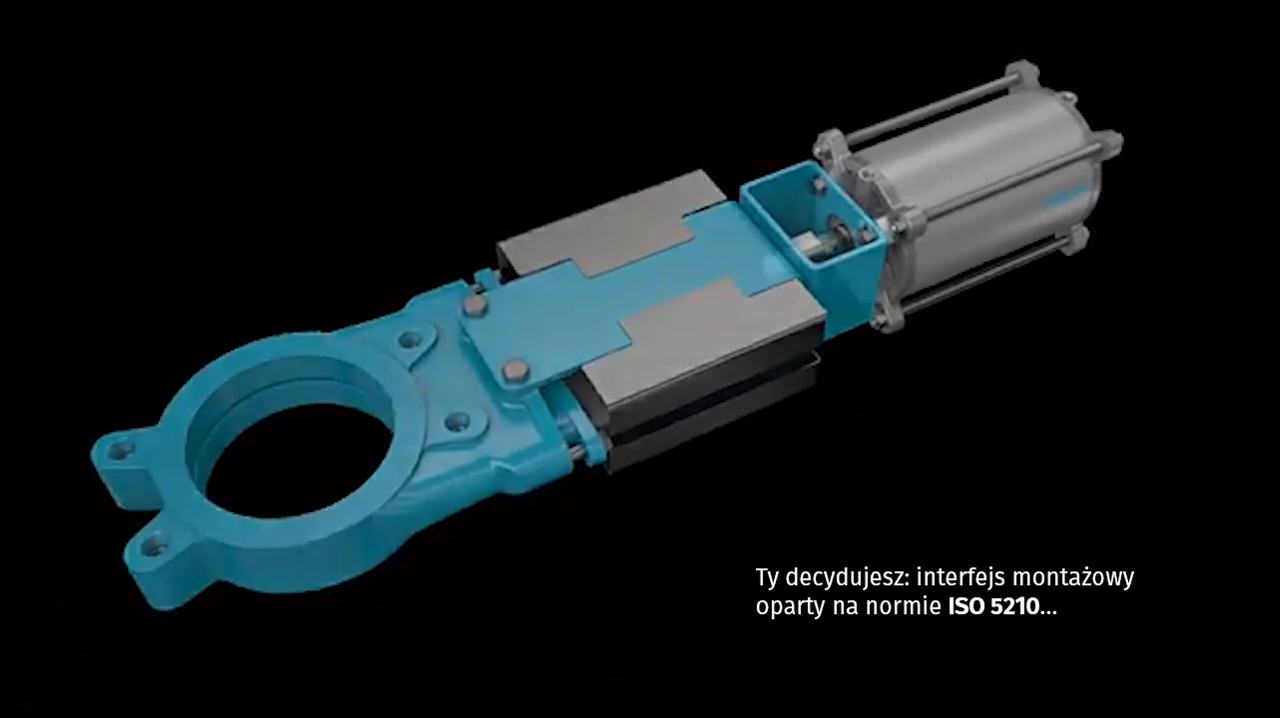 Ty decydujesz: interfejs montażowy
oparty na normie ISO 5210...